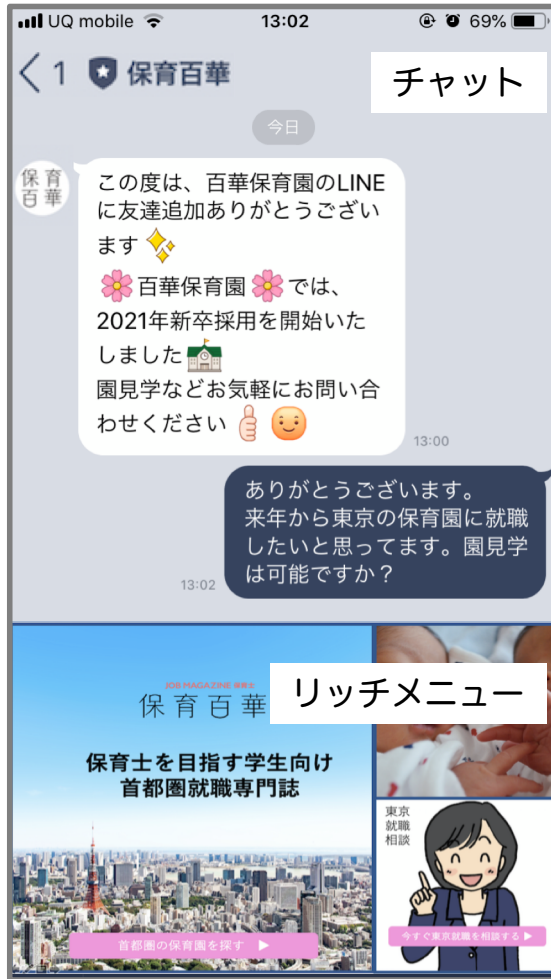 UQ mobile 13:02 69%
1 保育百華
チャット
今日
保育
百華
この度は、百華保育園のLINE
に友達追加ありがとうござい
ます
百華保育園では、
2021年新卒採用を開始いた
しました
園見学などお気軽にお問い合
わせください
13:00
ありがとうございます。
来年から東京の保育園に就職
したいと思ってます。園見学
は可能ですか？
13:02
リッチメニュー
JOB MAGAZINE 保育士
保育百華
保育士を目指す学生向け
首都圏就職専門誌
首都圏の保育園を探す ▶
東京
就職
相談
今すぐ東京就職を相談する ▶